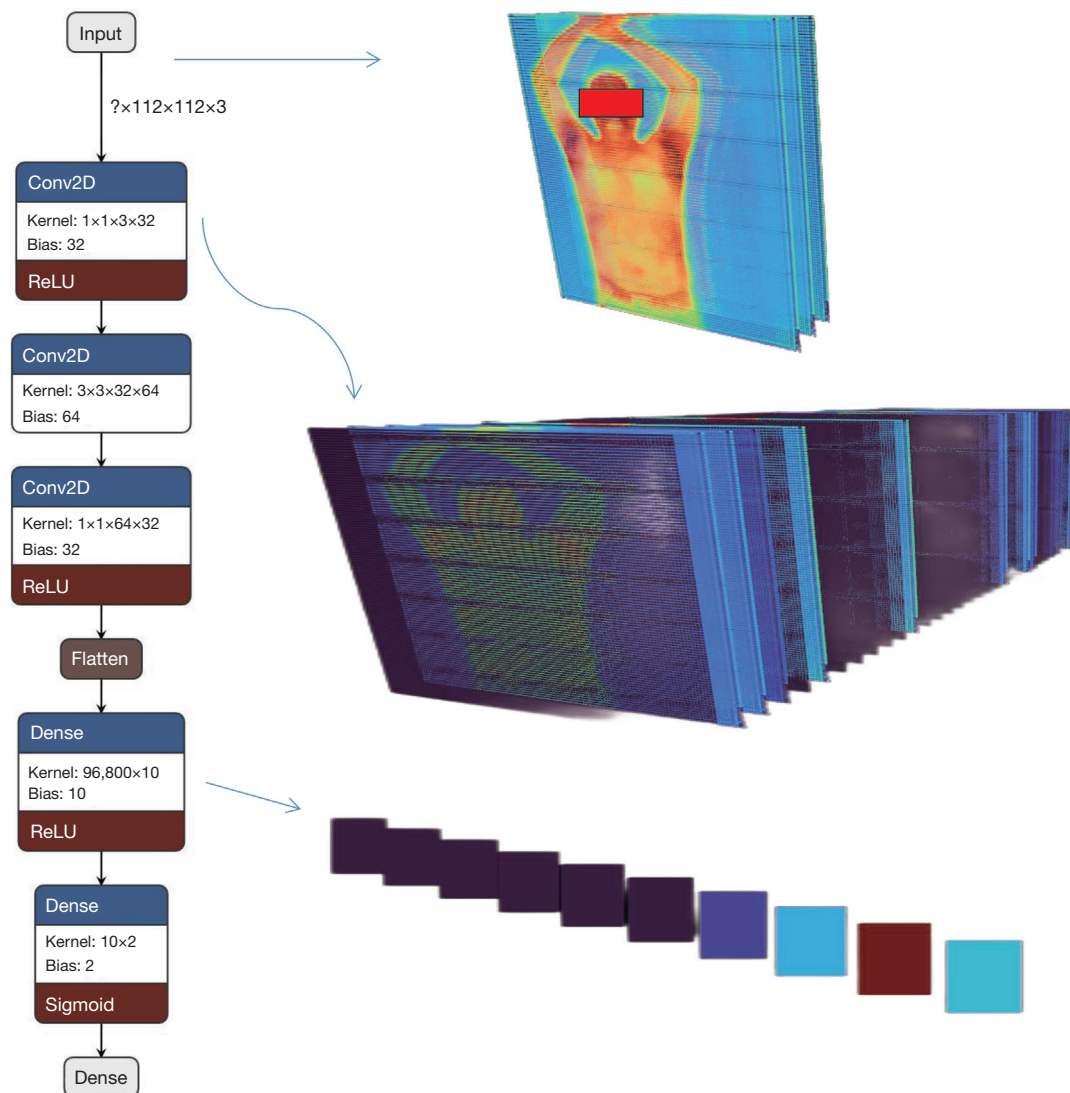 Input
?×112×112×3
Conv2D
Kernel: 1×1×3×32
Bias: 32
ReLU
Conv2D
Kernel: 3×3×32×64
Bias: 64
Conv2D
Kernel: 1×1×64×32
Bias: 32
ReLU
Flatten
Dense
Kernel: 96,800×10
Bias: 10
ReLU
Dense
Kernel: 10×2
Bias: 2
Sigmoid
Dense